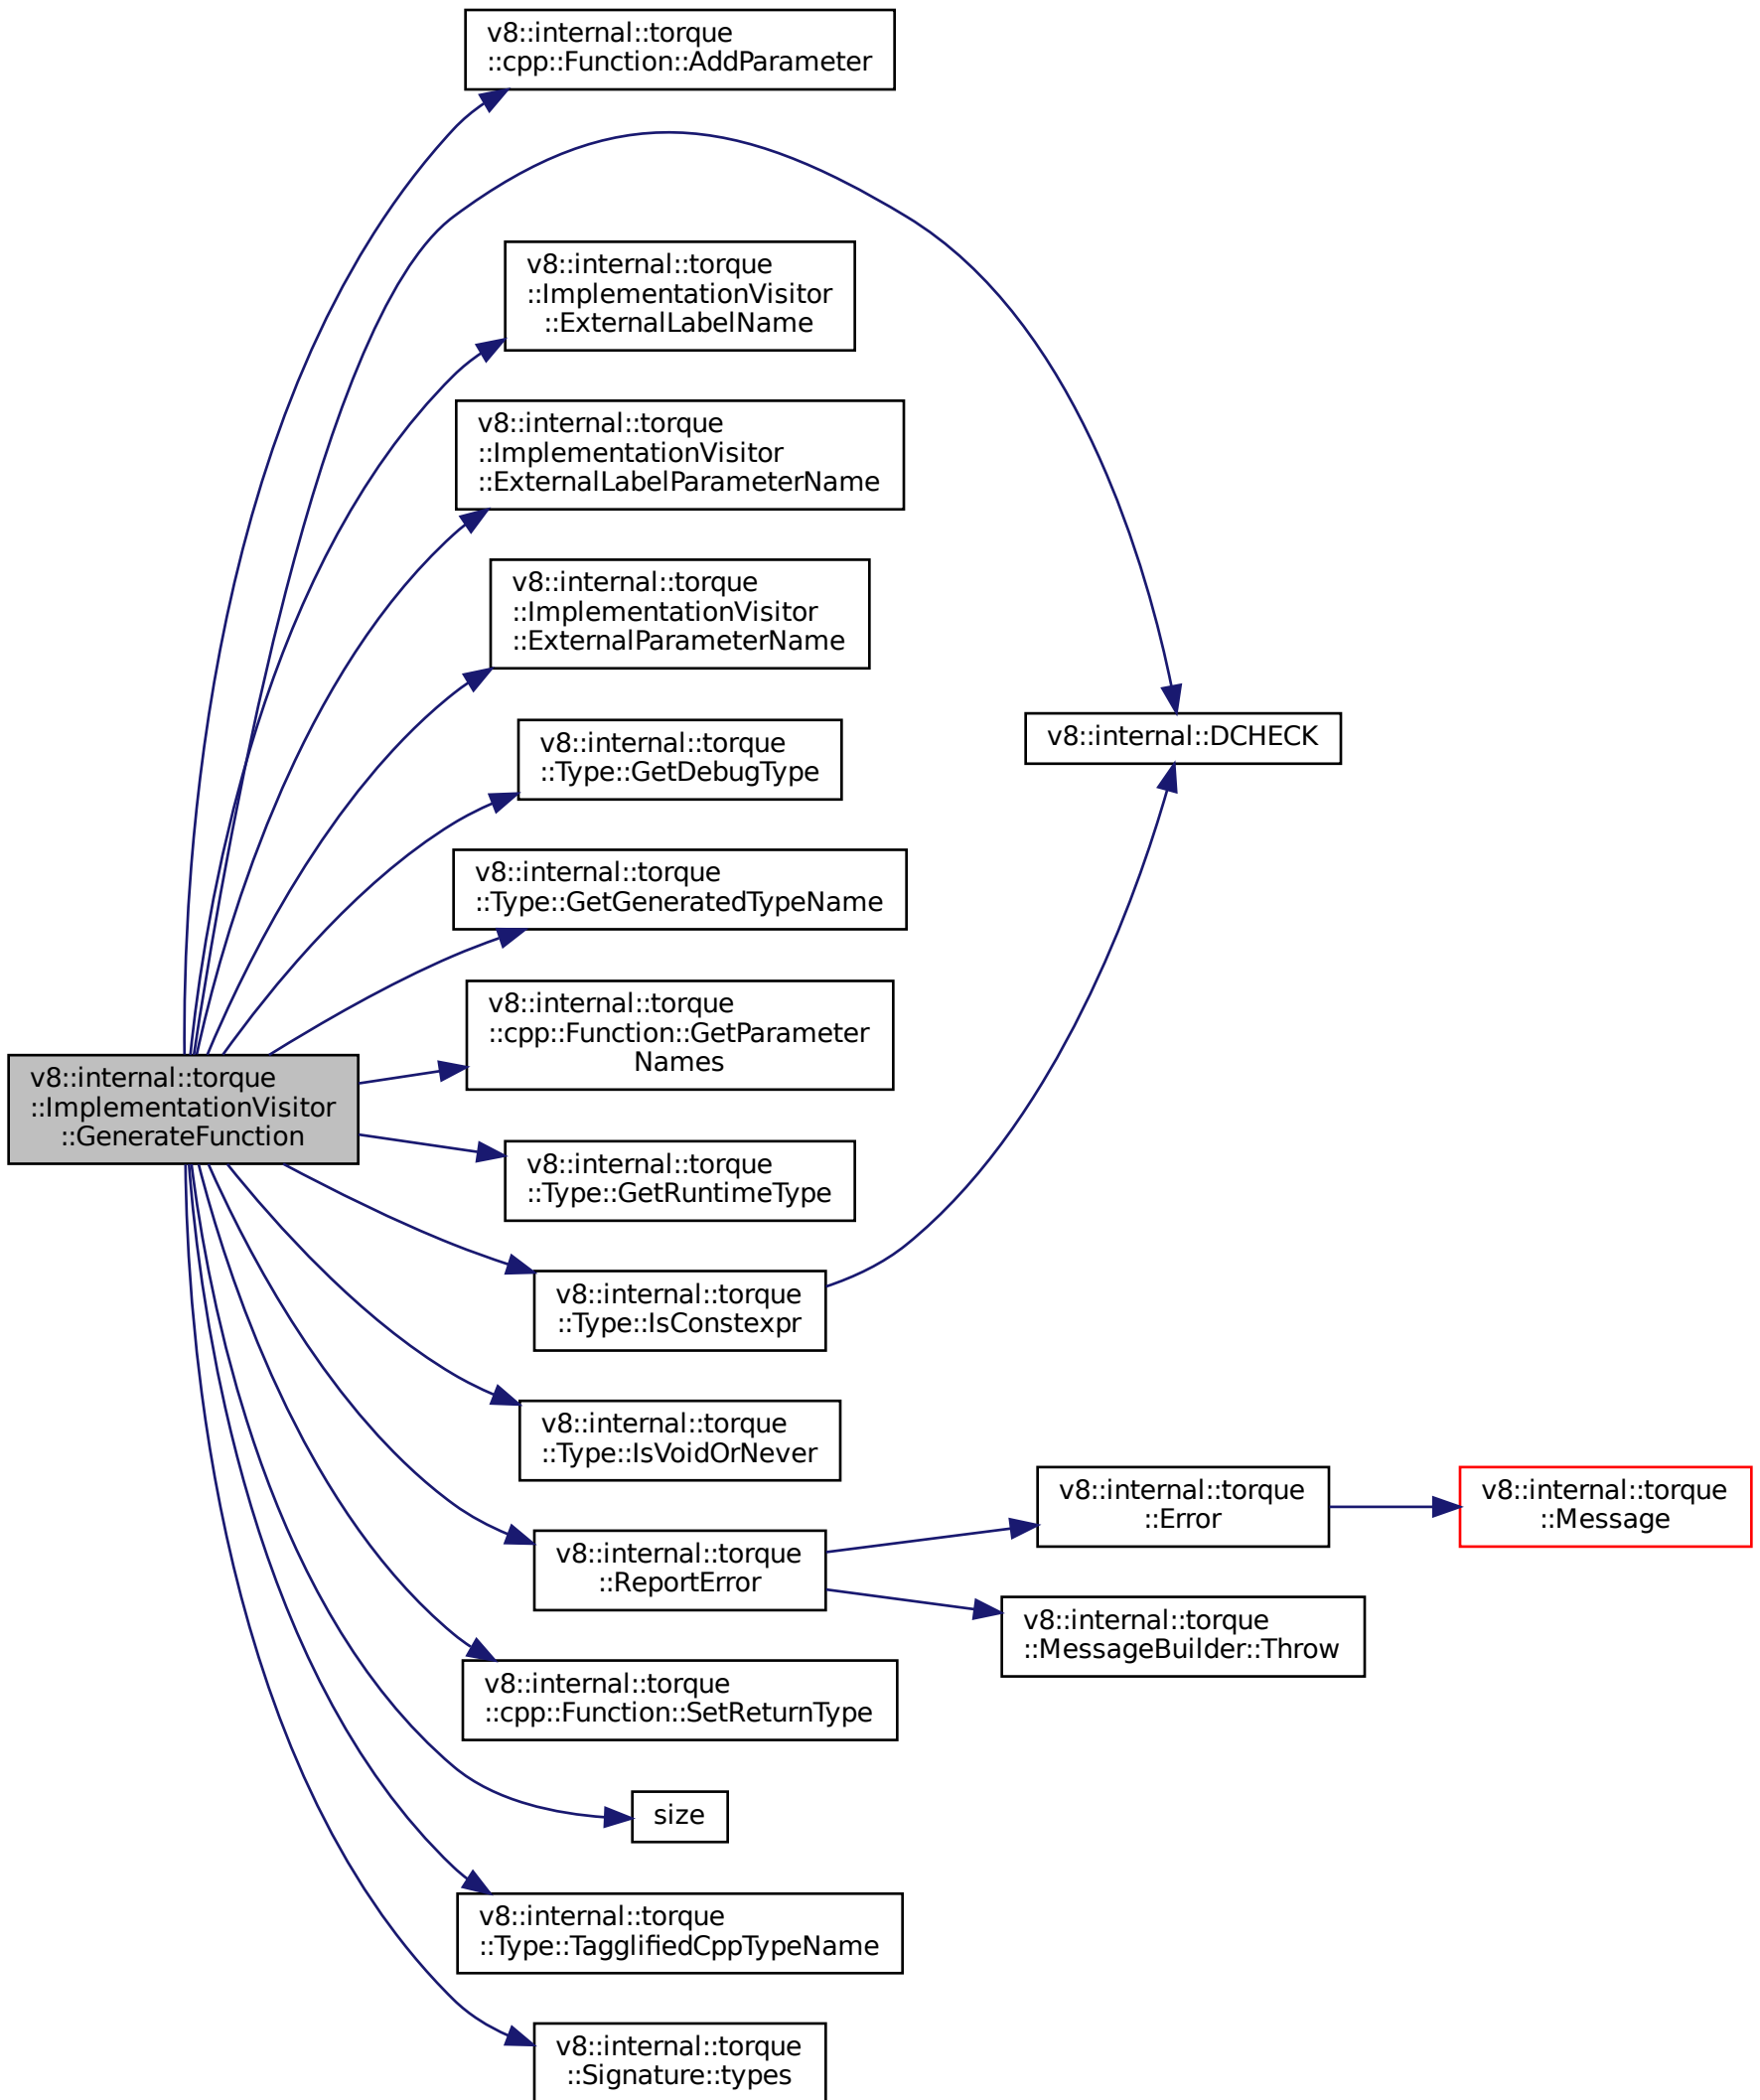 v8::internal::torque
::cpp::Function::AddParameter
v8::internal::torque
::ImplementationVisitor
::ExternalLabelName
v8::internal::torque
::ImplementationVisitor
::ExternalLabelParameterName
v8::internal::torque
::ImplementationVisitor
::ExternalParameterName
v8::internal::DCHECK
v8::internal::torque
::Type::GetDebugType
v8::internal::torque
::Type::GetGeneratedTypeName
v8::internal::torque
::cpp::Function::GetParameter
Names
v8::internal::torque
::ImplementationVisitor
::GenerateFunction
v8::internal::torque
::Type::GetRuntimeType
v8::internal::torque
::Type::IsConstexpr
v8::internal::torque
::Type::IsVoidOrNever
v8::internal::torque
::ReportError
v8::internal::torque
::Error
v8::internal::torque
::Message
v8::internal::torque
::MessageBuilder::Throw
v8::internal::torque
::cpp::Function::SetReturnType
size
v8::internal::torque
::Type::TagglifiedCppTypeName
v8::internal::torque
::Signature::types